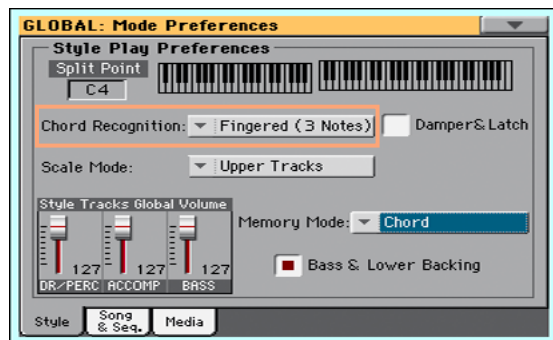 GLOBAL: Mode Preferences
Style Play Preferences
Split Point
C4
Chord Recognition: Fingered (3 Notes) Damper& Latch
Scale Mode: Upper Tracks
Style Tracks Global Volume
Memory Mode: Chord
127 127 127
Bass & Lower Backing
DR/PERC ACCOMP BASS
Style Song & Seq. Media